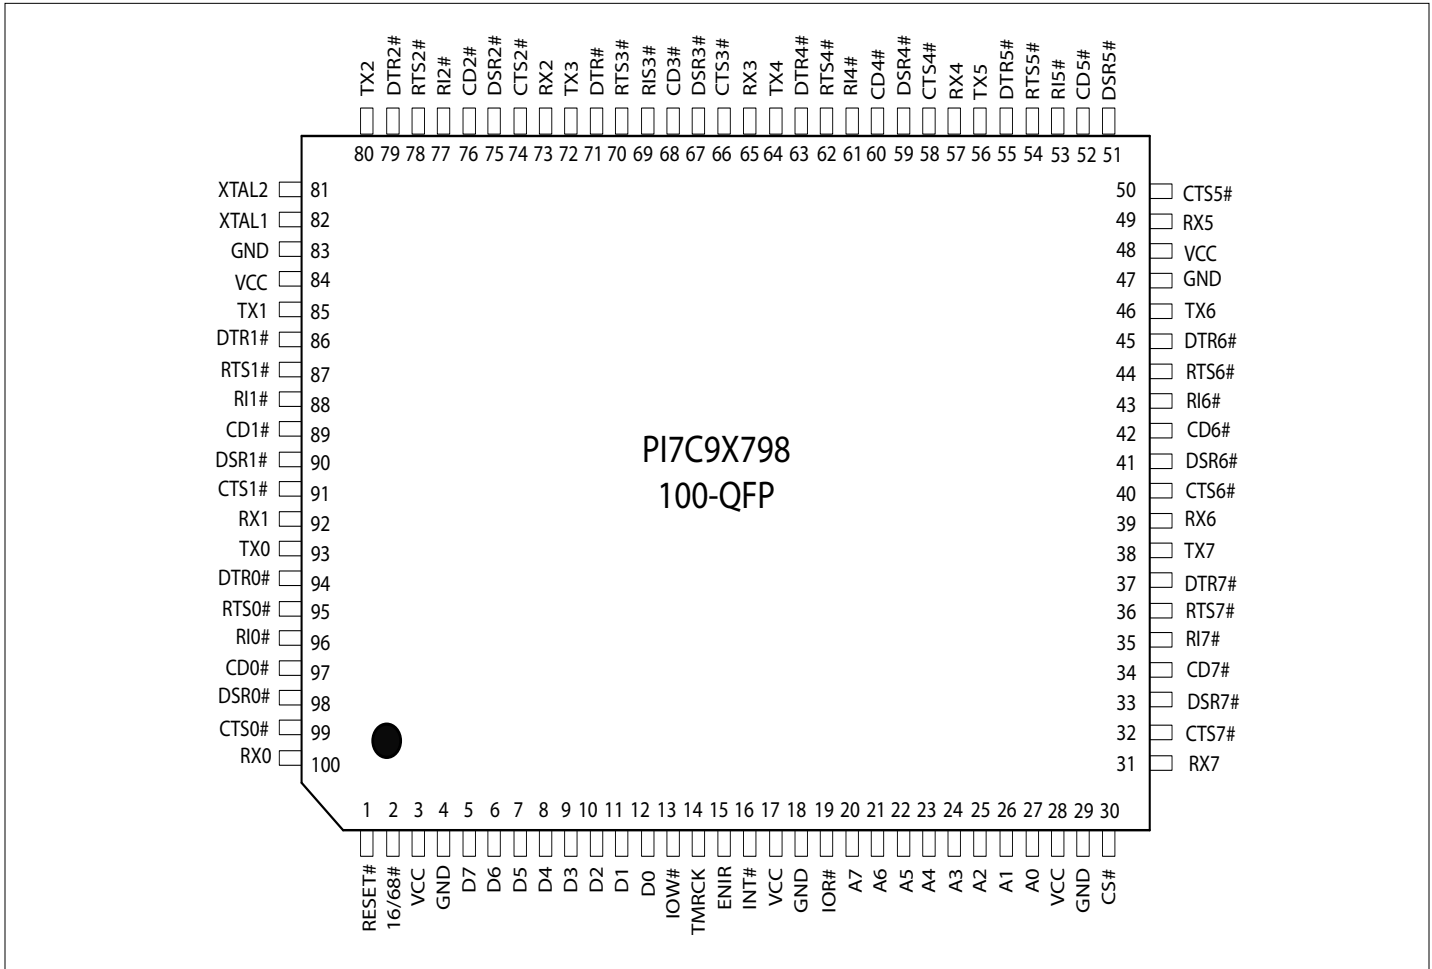 TX2 DTR2# RTS2# RI2# CD2# DSR2# CTS2# RX2 TX3 DTR# RTS3# RIS3# CD3# DSR3# CTS3# RX3 TX4 DTR4# RTS4# RI4# CD4# DSR4# CTS4# RX4 TX5 DTR5# RTS5# RI5# CD5# DSR5#
80 79 78 77 76 75 74 73 72 71 70 69 68 67 66 65 64 63 62 61 60 59 58 57 56 55 54 53 52 51
XTAL2 81 50 CTS5#
XTAL1 82 49 RX5
GND 83 48 VCC
VCC 84 47 GND
TX1 85 46 TX6
DTR1# 86 45 DTR6#
RTS1# 87 44 RTS6#
RI1# 88 43 RI6#
CD1# 89 42 CD6#
PI7C9X798
DSR1# 90 41 DSR6#
100-QFP
CTS1# 91 40 CTS6#
RX1 92 39 RX6
TX0 93 38 TX7
DTR0# 94 37 DTR7#
RTS0# 95 36 RTS7#
RI0# 96 35 RI7#
CD0# 97 34 CD7#
DSR0# 98 33 DSR7#
CTS0# 99 32 CTS7#
RX0 100 31 RX7
1 2 3 4 5 6 7 8 9 10 11 12 13 14 15 16 17 18 19 20 21 22 23 24 25 26 27 28 29 30
RESET# 16/68# VCC GND D7 D6 D5 D4 D3 D2 D1 D0 IOW# TMRCK ENIR INT# VCC GND IOR# A7 A6 A5 A4 A3 A2 A1 A0 VCC GND CS#